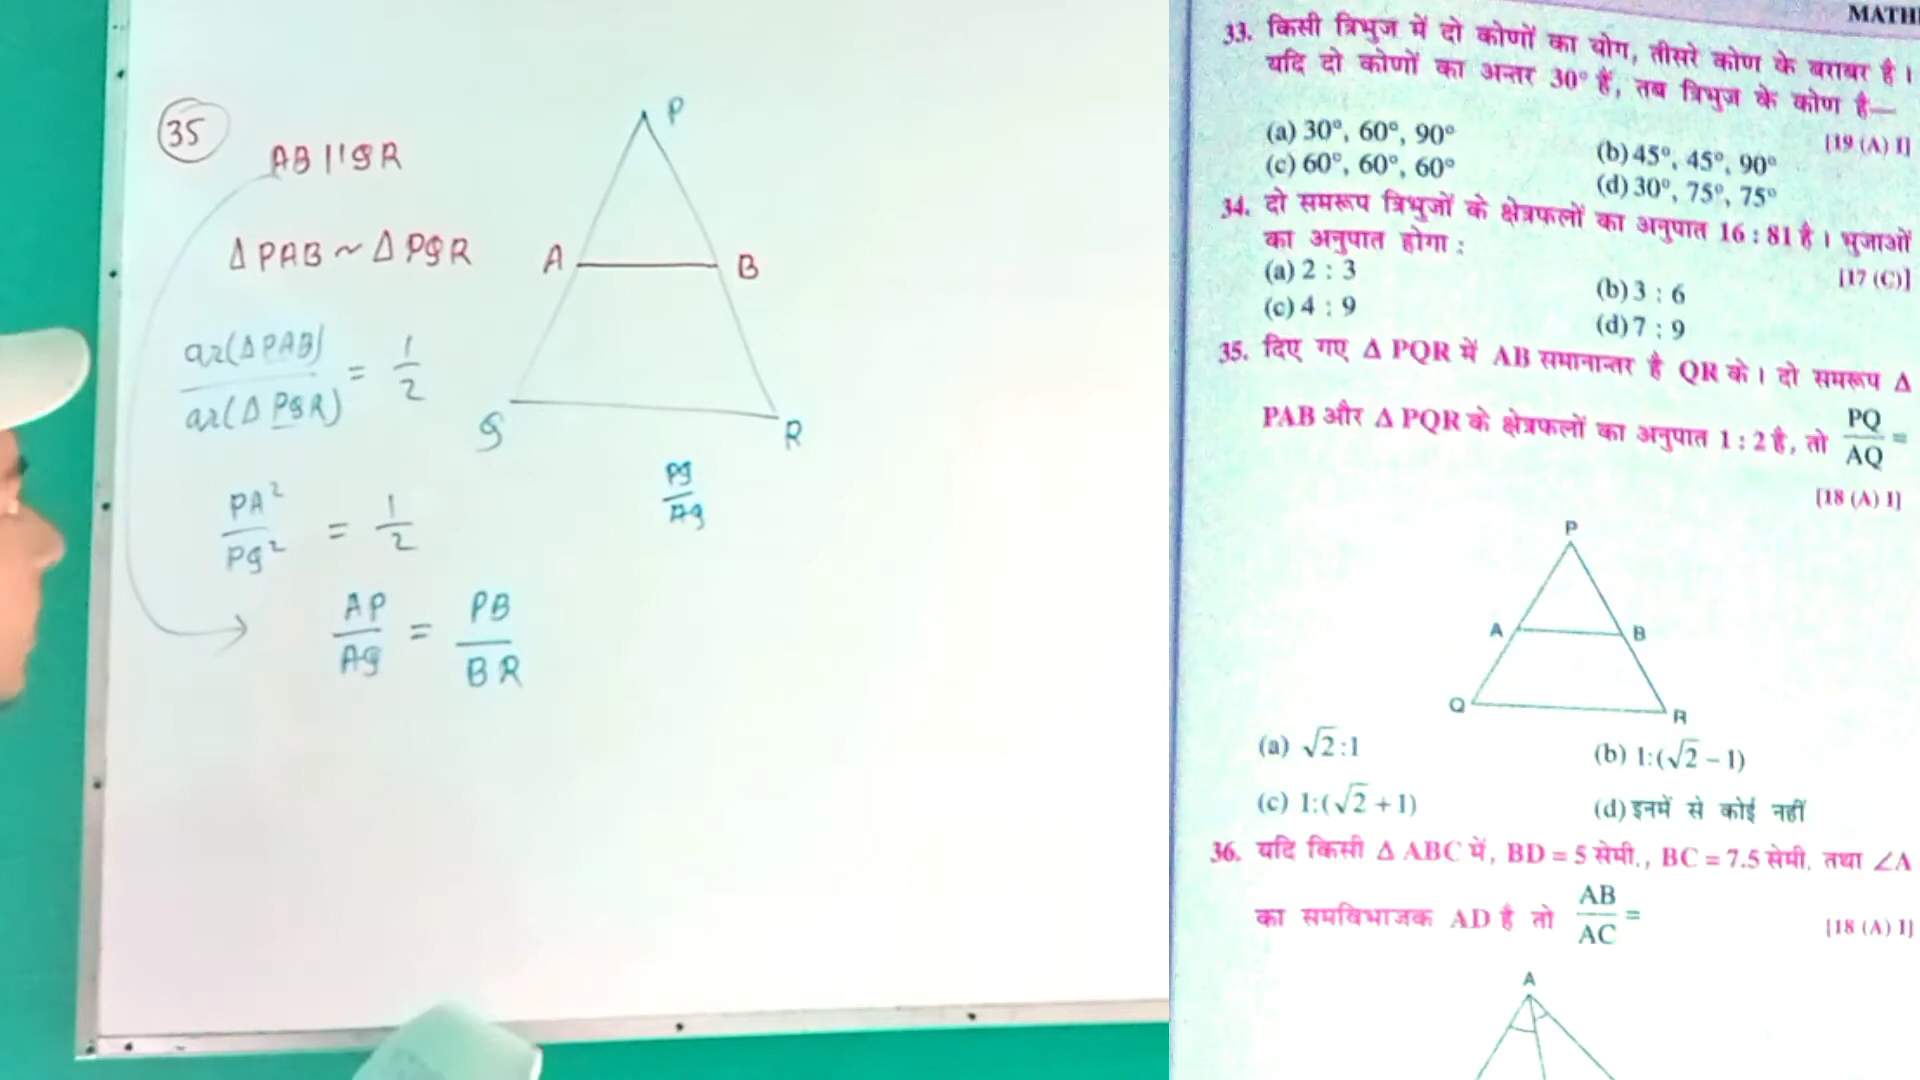 35
AB || QR
Δ PAB ~ Δ PQR
ar(Δ PAB) / ar(Δ PQR) = 1/2
PA² / PQ² = 1/2
AP / AQ = PB / BR
P
A B
Q R
PQ / AQ
MATH
33. किसी त्रिभुज में दो कोणों का योग, तीसरे कोण के बराबर है।
यदि दो कोणों का अन्तर 30° है, तब त्रिभुज के कोण है—
[19 (A) I]
(a) 30°, 60°, 90° (b) 45°, 45°, 90°
(c) 60°, 60°, 60° (d) 30°, 75°, 75°
34. दो समरूप त्रिभुजों के क्षेत्रफलों का अनुपात 16 : 81 है। भुजाओं
का अनुपात होगा : [17 (C)]
(a) 2 : 3 (b) 3 : 6
(c) 4 : 9 (d) 7 : 9
35. दिए गए Δ PQR में AB समानान्तर है QR के। दो समरूप Δ
PAB और Δ PQR के क्षेत्रफलों का अनुपात 1 : 2 है, तो PQ / AQ =
[18 (A) I]
P
A B
Q R
(a) √2:1 (b) 1:(√2 – 1)
(c) 1:(√2 + 1) (d) इनमें से कोई नहीं
36. यदि किसी Δ ABC में, BD = 5 सेमी., BC = 7.5 सेमी. तथा ∠A
का समविभाजक AD है तो AB / AC = [18 (A) I]
A